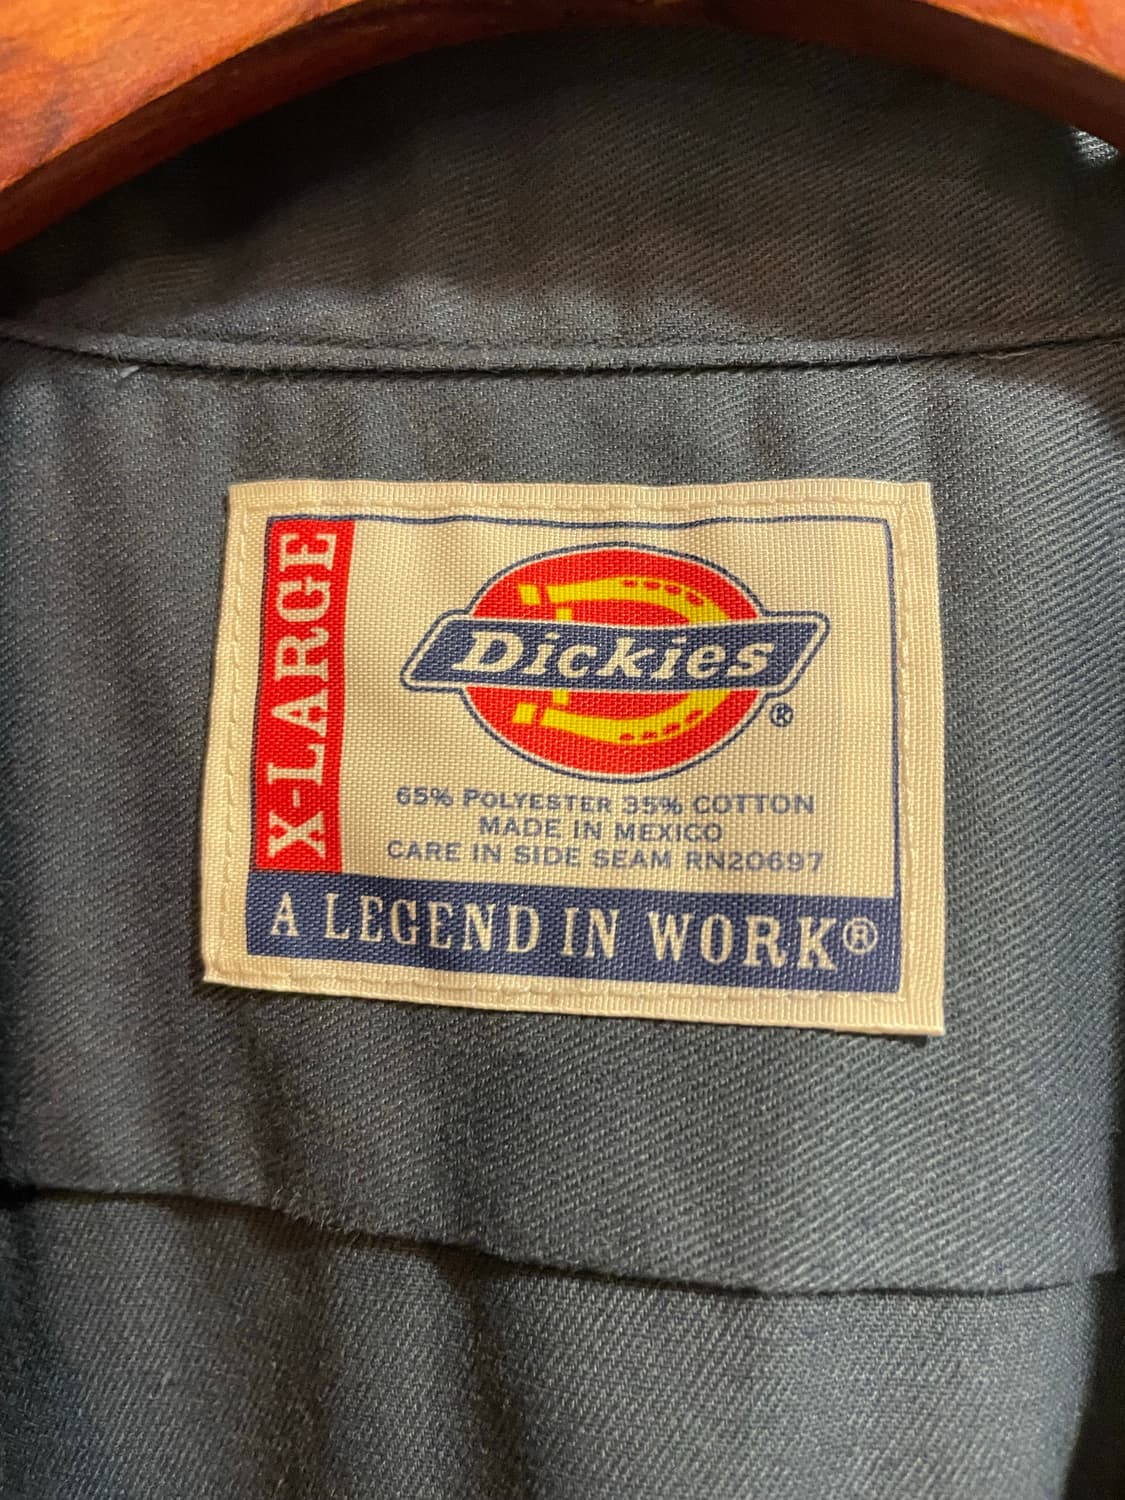 X-LARGE
Dickies
®
65% POLYESTER 35% COTTON
MADE IN MEXICO
CARE IN SIDE SEAM RN20697
A LEGEND IN WORK®